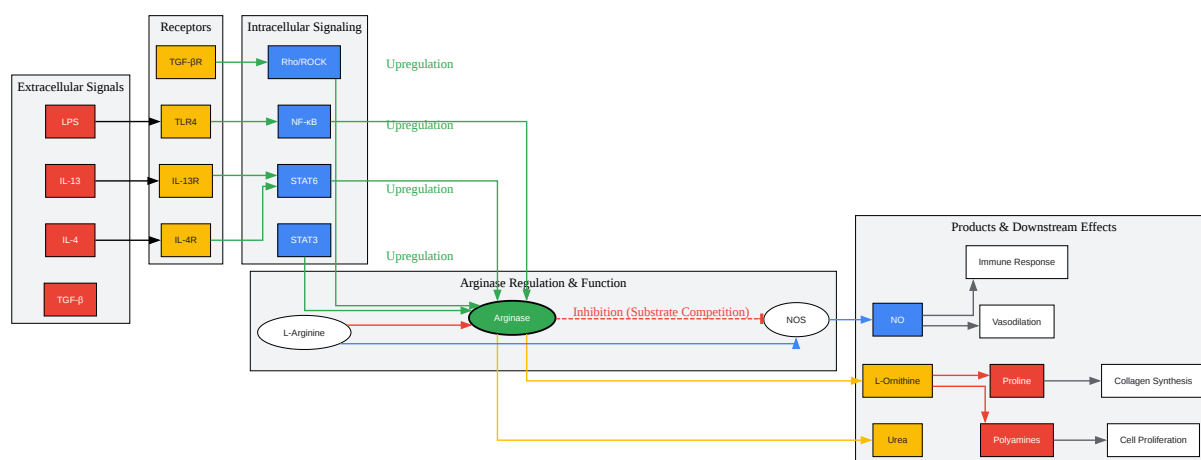 Extracellular Signals
LPS
IL-13
IL-4
TGF-β
Receptors
TGF-βR
TLR4
IL-13R
IL-4R
Intracellular Signaling
Rho/ROCK
NF-κB
STAT6
STAT3
Upregulation
Upregulation
Upregulation
Upregulation
Arginase Regulation & Function
L-Arginine
Arginase
Inhibition (Substrate Competition)
NOS
Products & Downstream Effects
Immune Response
NO
Vasodilation
L-Ornithine
Proline
Collagen Synthesis
Urea
Polyamines
Cell Proliferation